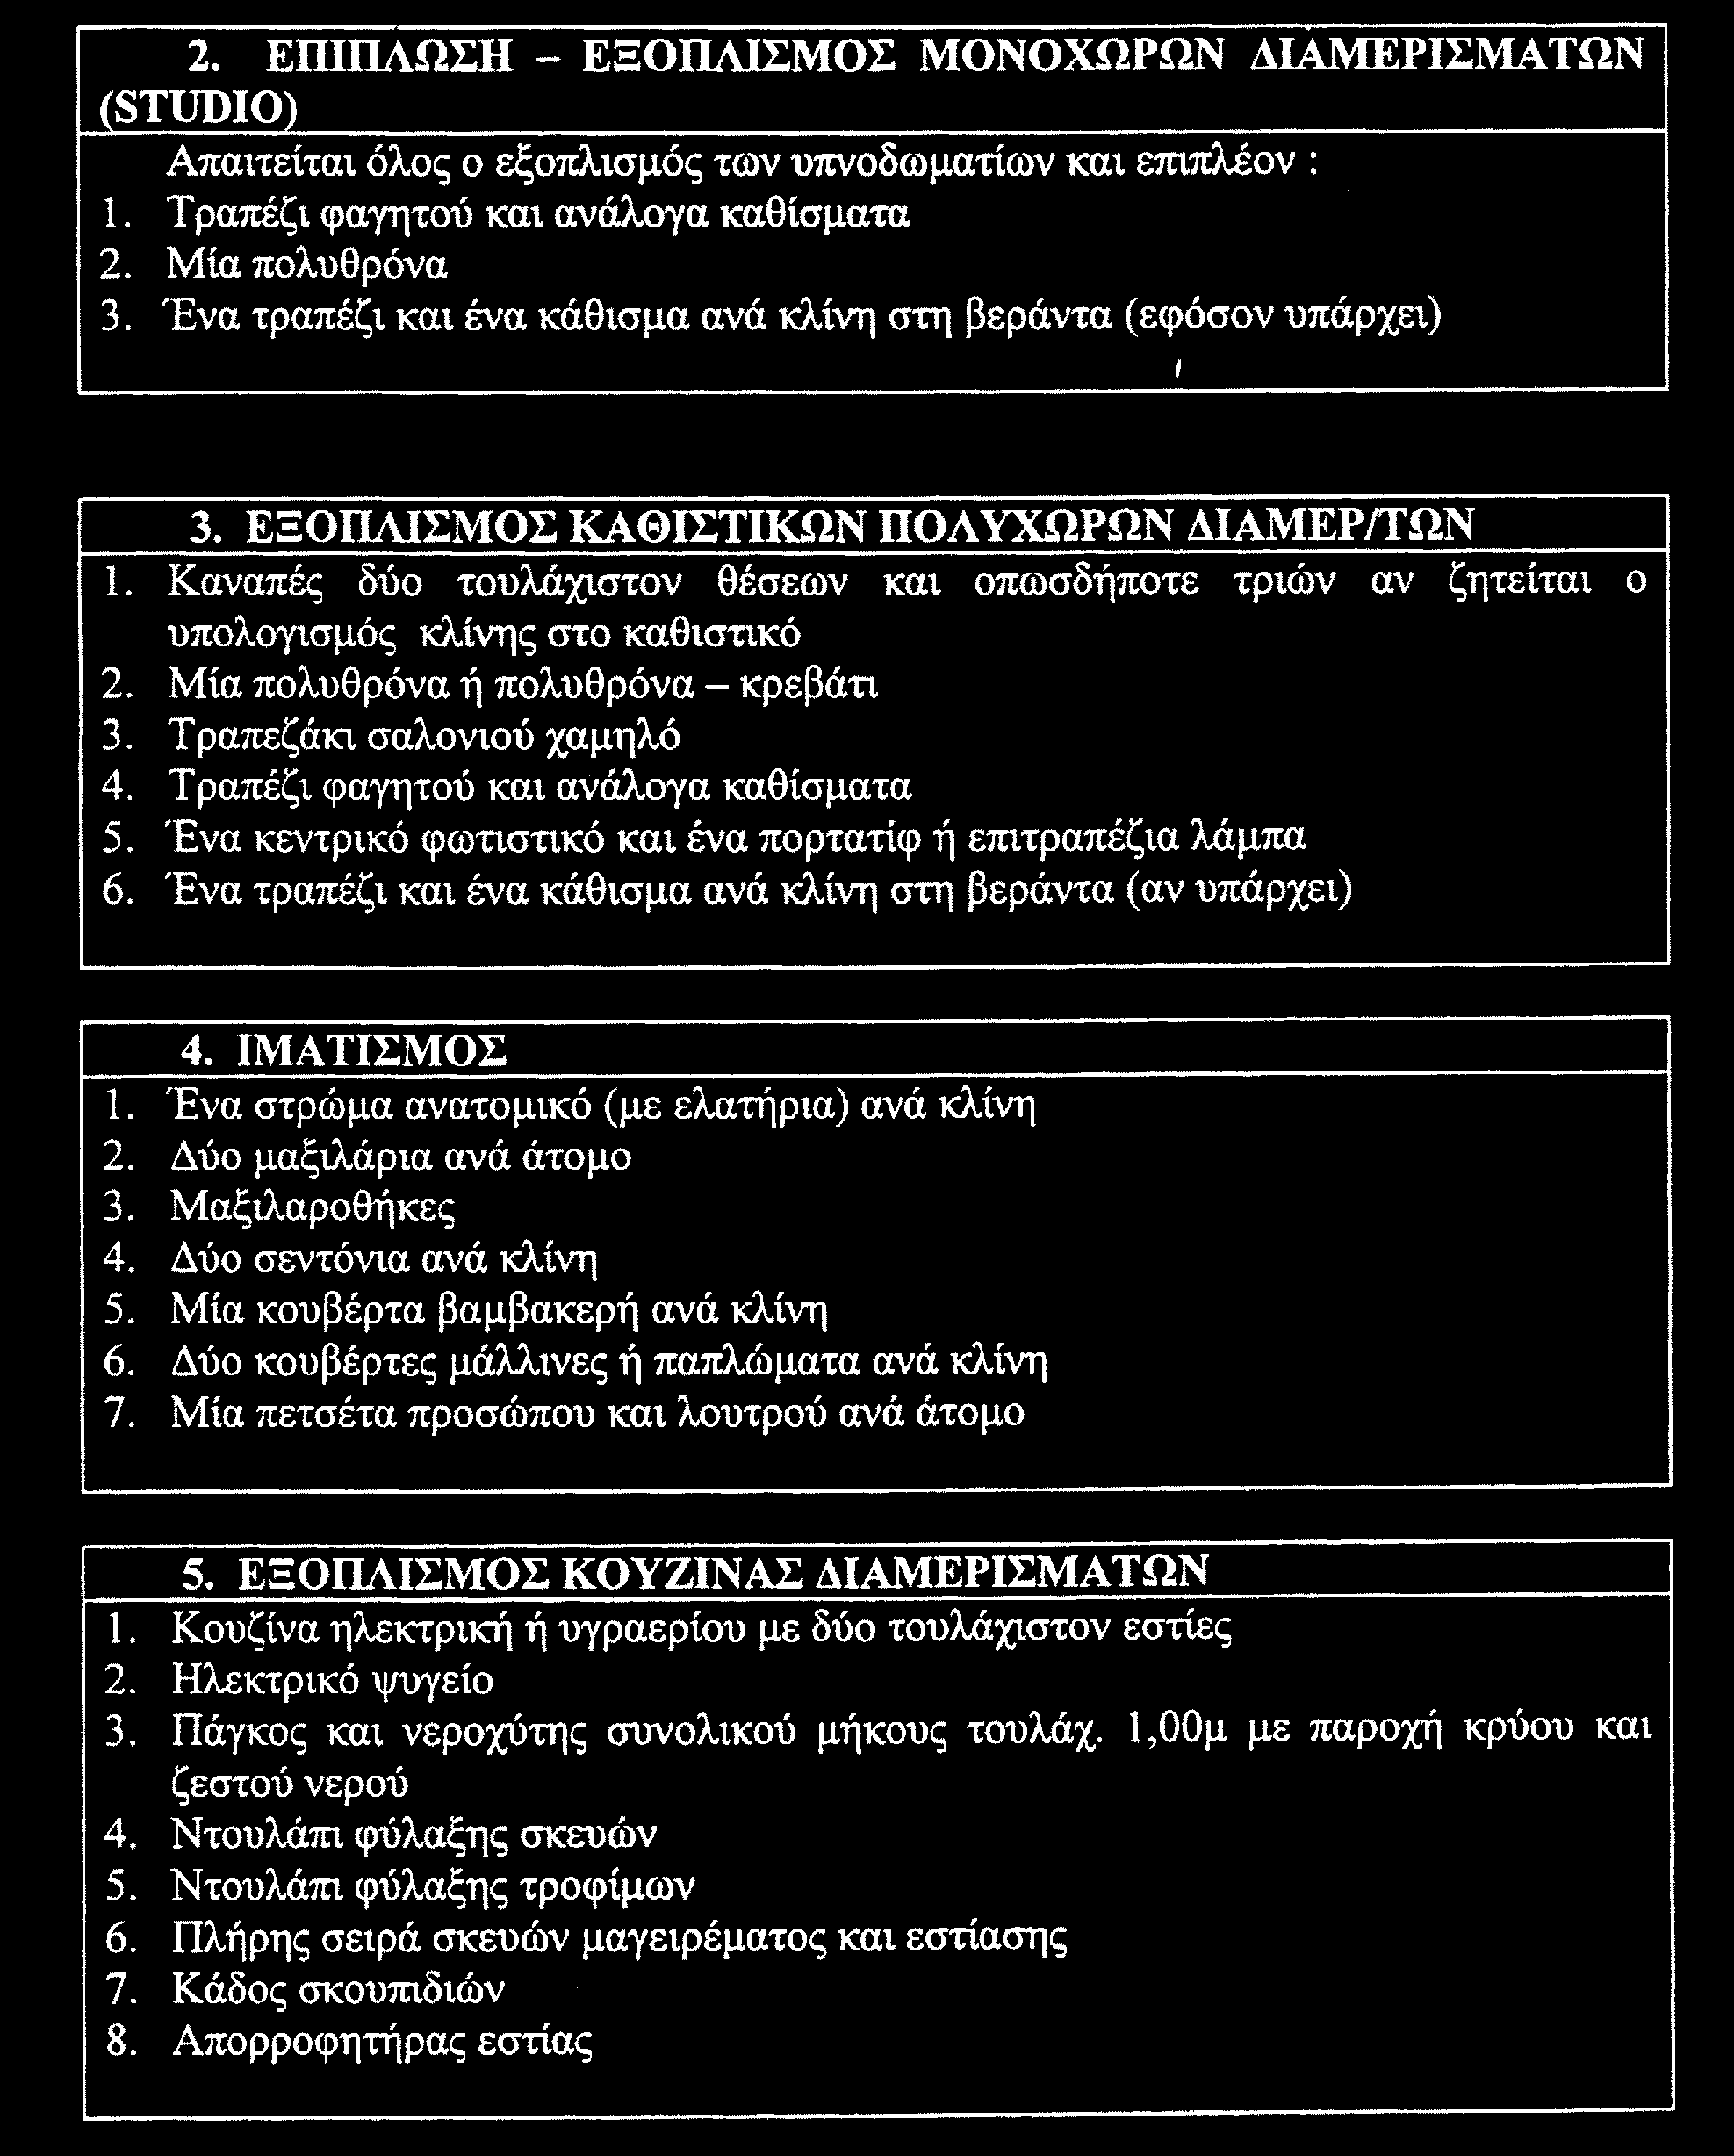 2. ΕΠΙΠΛΩΣΗ – ΕΞΟΠΛΙΣΜΟΣ ΜΟΝΟΧΩΡΩΝ ΔΙΑΜΕΡΙΣΜΑΤΩΝ
(STUDIO)
Απαιτείται όλος ο εξοπλισμός των υπνοδωματίων και επιπλέον :
1. Τραπέζι φαγητού και ανάλογα καθίσματα
2. Μία πολυθρόνα
3. Ένα τραπέζι και ένα κάθισμα ανά κλίνη στη βεράντα (εφόσον υπάρχει)
3. ΕΞΟΠΛΙΣΜΟΣ ΚΑΘΙΣΤΙΚΩΝ ΠΟΛΥΧΩΡΩΝ ΔΙΑΜΕΡ/ΤΩΝ
1. Καναπές δύο τουλάχιστον θέσεων και οπωσδήποτε τριών αν ζητείται ο
υπολογισμός κλίνης στο καθιστικό
2. Μία πολυθρόνα ή πολυθρόνα – κρεβάτι
3. Τραπεζάκι σαλονιού χαμηλό
4. Τραπέζι φαγητού και ανάλογα καθίσματα
5. Ένα κεντρικό φωτιστικό και ένα πορτατίφ ή επιτραπέζια λάμπα
6. Ένα τραπέζι και ένα κάθισμα ανά κλίνη στη βεράντα (αν υπάρχει)
4. ΙΜΑΤΙΣΜΟΣ
1. Ένα στρώμα ανατομικό (με ελατήρια) ανά κλίνη
2. Δύο μαξιλάρια ανά άτομο
3. Μαξιλαροθήκες
4. Δύο σεντόνια ανά κλίνη
5. Μία κουβέρτα βαμβακερή ανά κλίνη
6. Δύο κουβέρτες μάλλινες ή παπλώματα ανά κλίνη
7. Μία πετσέτα προσώπου και λουτρού ανά άτομο
5. ΕΞΟΠΛΙΣΜΟΣ ΚΟΥΖΙΝΑΣ ΔΙΑΜΕΡΙΣΜΑΤΩΝ
1. Κουζίνα ηλεκτρική ή υγραερίου με δύο τουλάχιστον εστίες
2. Ηλεκτρικό ψυγείο
3. Πάγκος και νεροχύτης συνολικού μήκους τουλάχ. 1,00μ με παροχή κρύου και
ζεστού νερού
4. Ντουλάπι φύλαξης σκευών
5. Ντουλάπι φύλαξης τροφίμων
6. Πλήρης σειρά σκευών μαγειρέματος και εστίασης
7. Κάδος σκουπιδιών
8. Απορροφητήρας εστίας